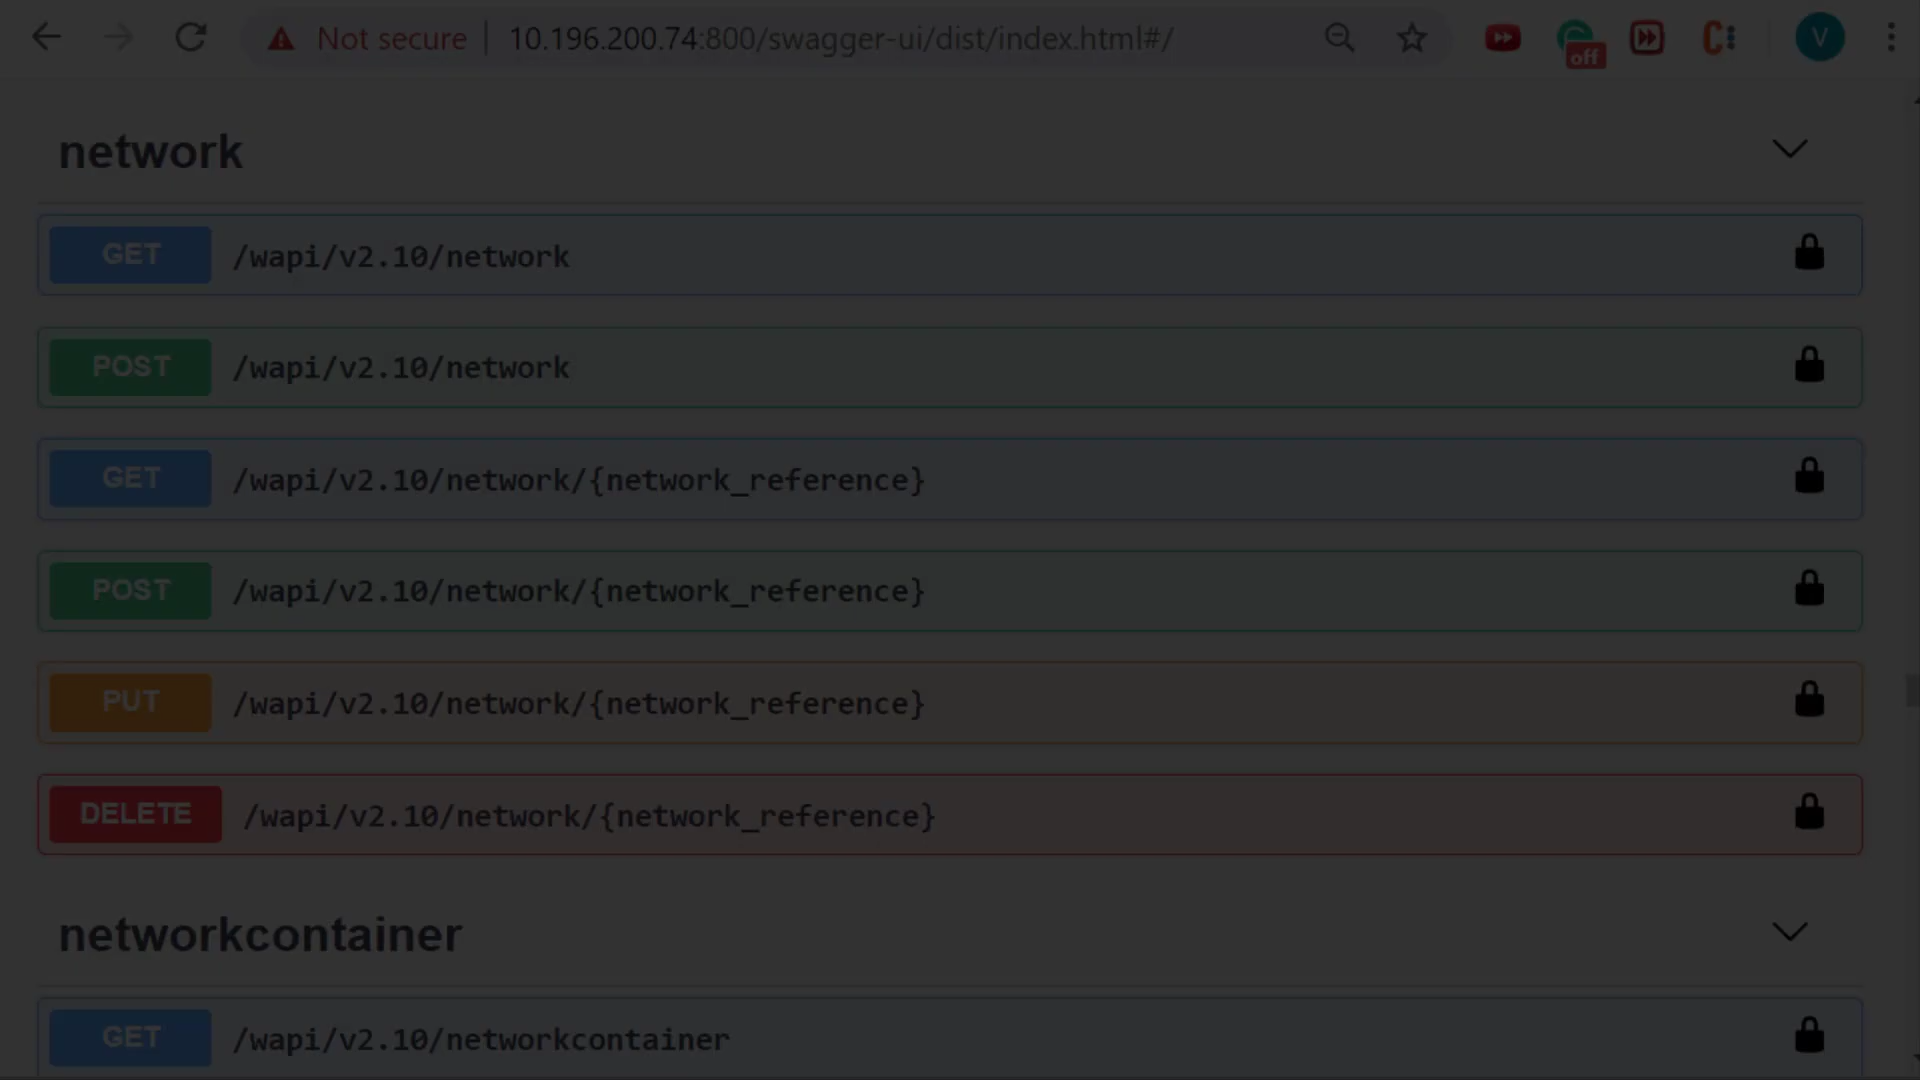 Not secure 10.196.200.74:800/swagger-ui/dist/index.html#/
off
V
network
GET /wapi/v2.10/network
POST /wapi/v2.10/network
GET /wapi/v2.10/network/{network_reference}
POST /wapi/v2.10/network/{network_reference}
PUT /wapi/v2.10/network/{network_reference}
DELETE /wapi/v2.10/network/{network_reference}
networkcontainer
GET /wapi/v2.10/networkcontainer